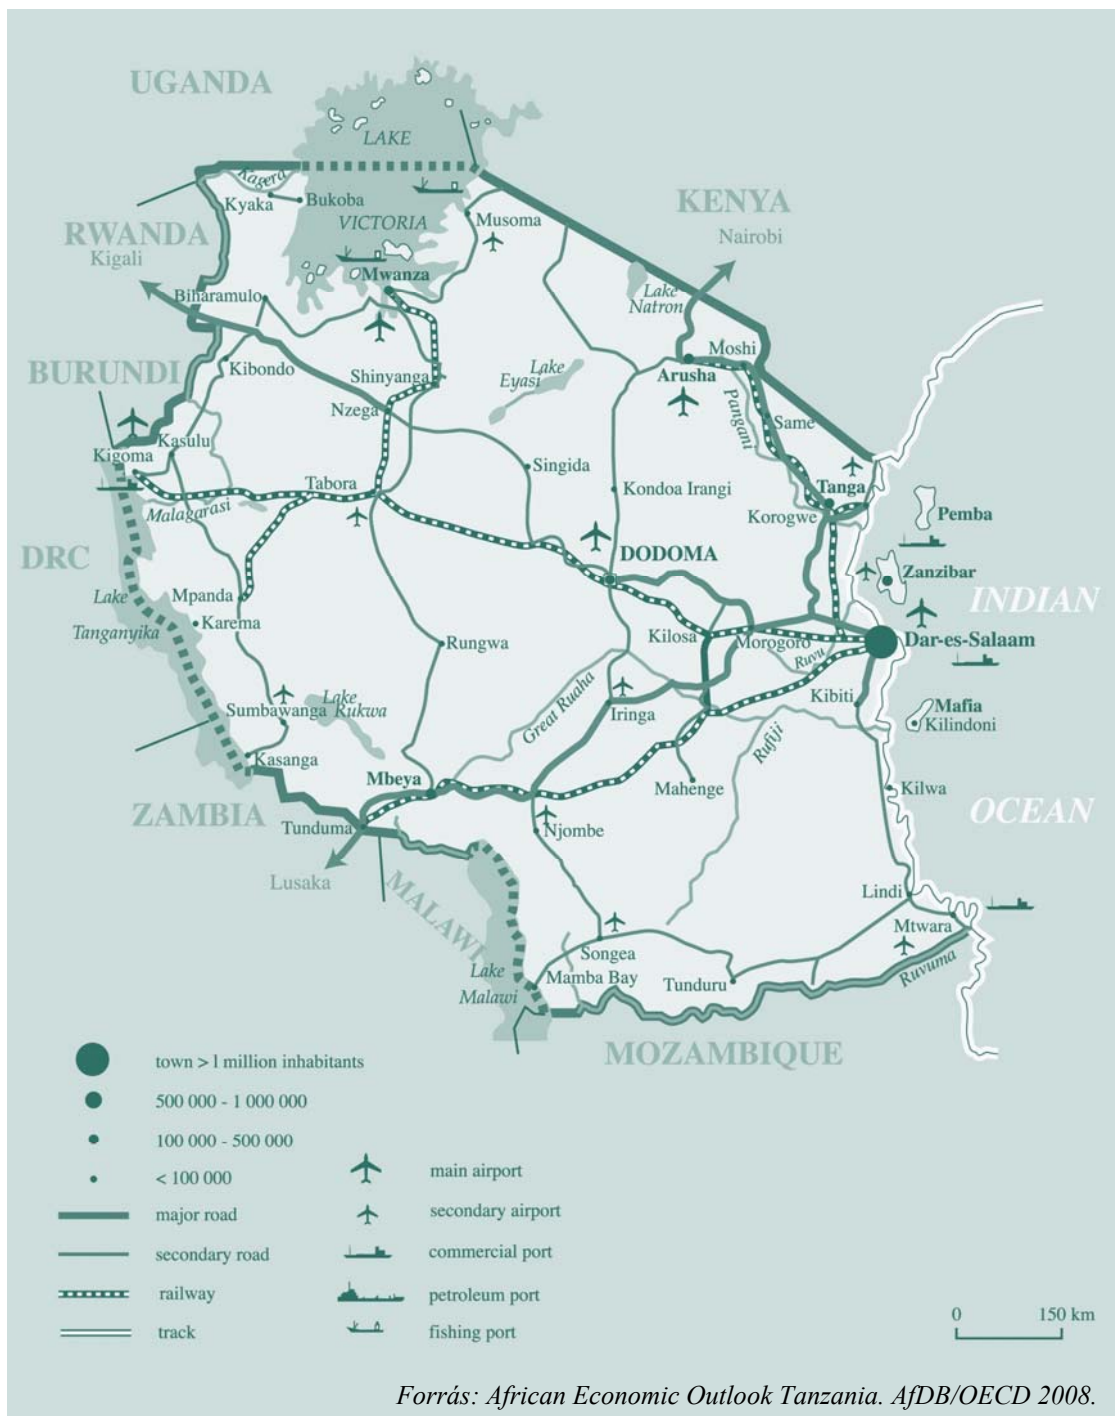 UGANDA
LAKE
Kagera
Kyaka
Bukoba
VICTORIA
Musoma
KENYA
Nairobi
RWANDA
Kigali
Mwanza
Biharamulo
Lake
Natron
Moshi
BURUNDI
Kibondo
Lake
Eyasi
Shinyanga
Arusha
Nzega
Pangani
Same
Kasulu
Kigoma
Singida
Tabora
Kondoa Irangi
Tanga
Malagarasi
Korogwe
Pemba
DRC
DODOMA
Zanzibar
Lake
Tanganyika
Mpanda
INDIAN
Karema
Rungwa
Kilosa
Morogoro
Dar-es-Salaam
Ruvu
Kibiti
Lake
Rukwa
Sumbawanga
Great Ruaha
Iringa
Mafia
Kilindoni
Rufiji
Kasanga
Mbeya
Mahenge
Kilwa
ZAMBIA
OCEAN
Tunduma
Njombe
Lusaka
MALAWI
Lindi
Mtwara
Songea
Lake
Malawi
Mamba Bay
Tunduru
Ruvuma
MOZAMBIQUE
town > l million inhabitants
500 000 - 1 000 000
100 000 - 500 000
< 100 000
major road
secondary road
railway
track
main airport
secondary airport
commercial port
petroleum port
fishing port
0 150 km
Forrás: African Economic Outlook Tanzania. AfDB/OECD 2008.